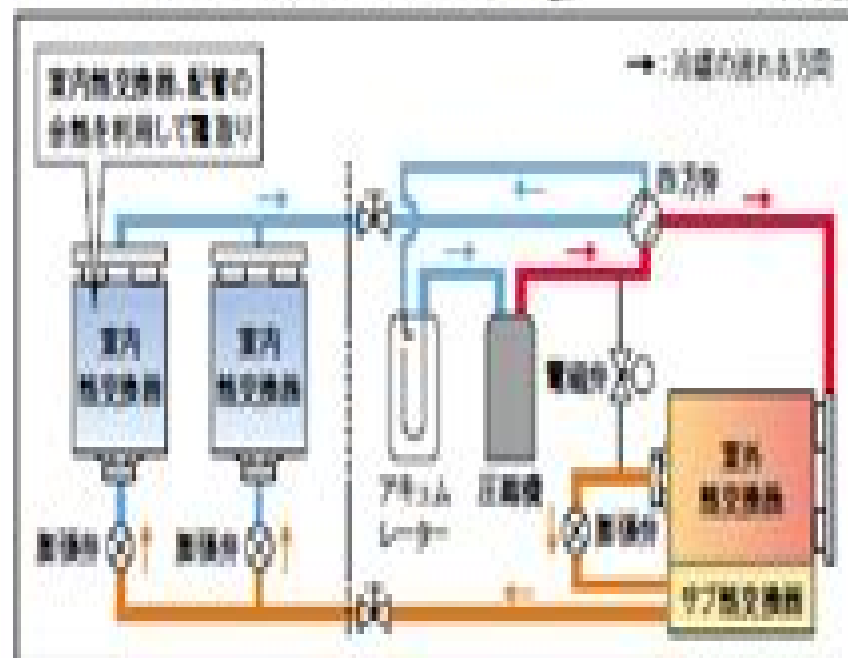 室内熱交換器、配管の
余熱を利用して霜取り
→：冷媒の流れる方向
四方弁
室内
熱交換器
室内
熱交換器
電磁弁
アキュム
レーター
圧縮機
室外
熱交換器
膨張弁
膨張弁
膨張弁
サブ熱交換器